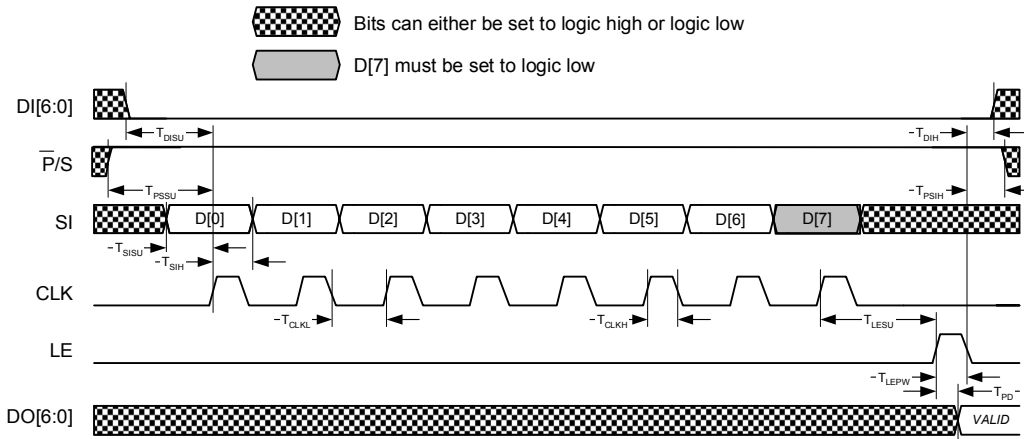 Bits can either be set to logic high or logic low
D[7] must be set to logic low
DI[6:0]
TDISU
TDIH
P/S
TPSSU
TPSIH
SI
D[0] D[1] D[2] D[3] D[4] D[5] D[6] D[7]
TSISU
TSIH
CLK
TCLKL
TCLKH
TLESU
LE
TLEPW
TPD
DO[6:0]
VALID